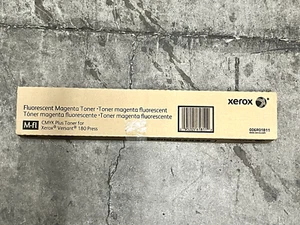 Fluorescent Magenta Toner • Toner magenta fluorescent
Tóner magenta fluorescente • Toner magenta fluorescente
M-fl
CMYK Plus Toner for
Xerox® Versant® 180 Press
xerox
006R01811